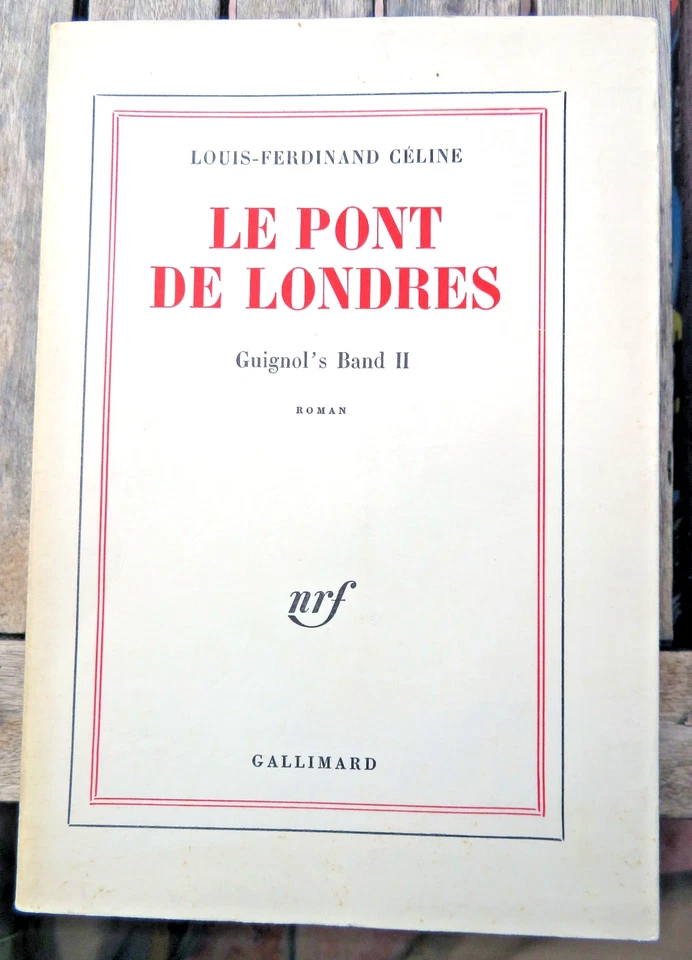 LOUIS-FERDINAND CÉLINE
LE PONT
DE LONDRES
Guignol's Band II
ROMAN
nrf
GALLIMARD